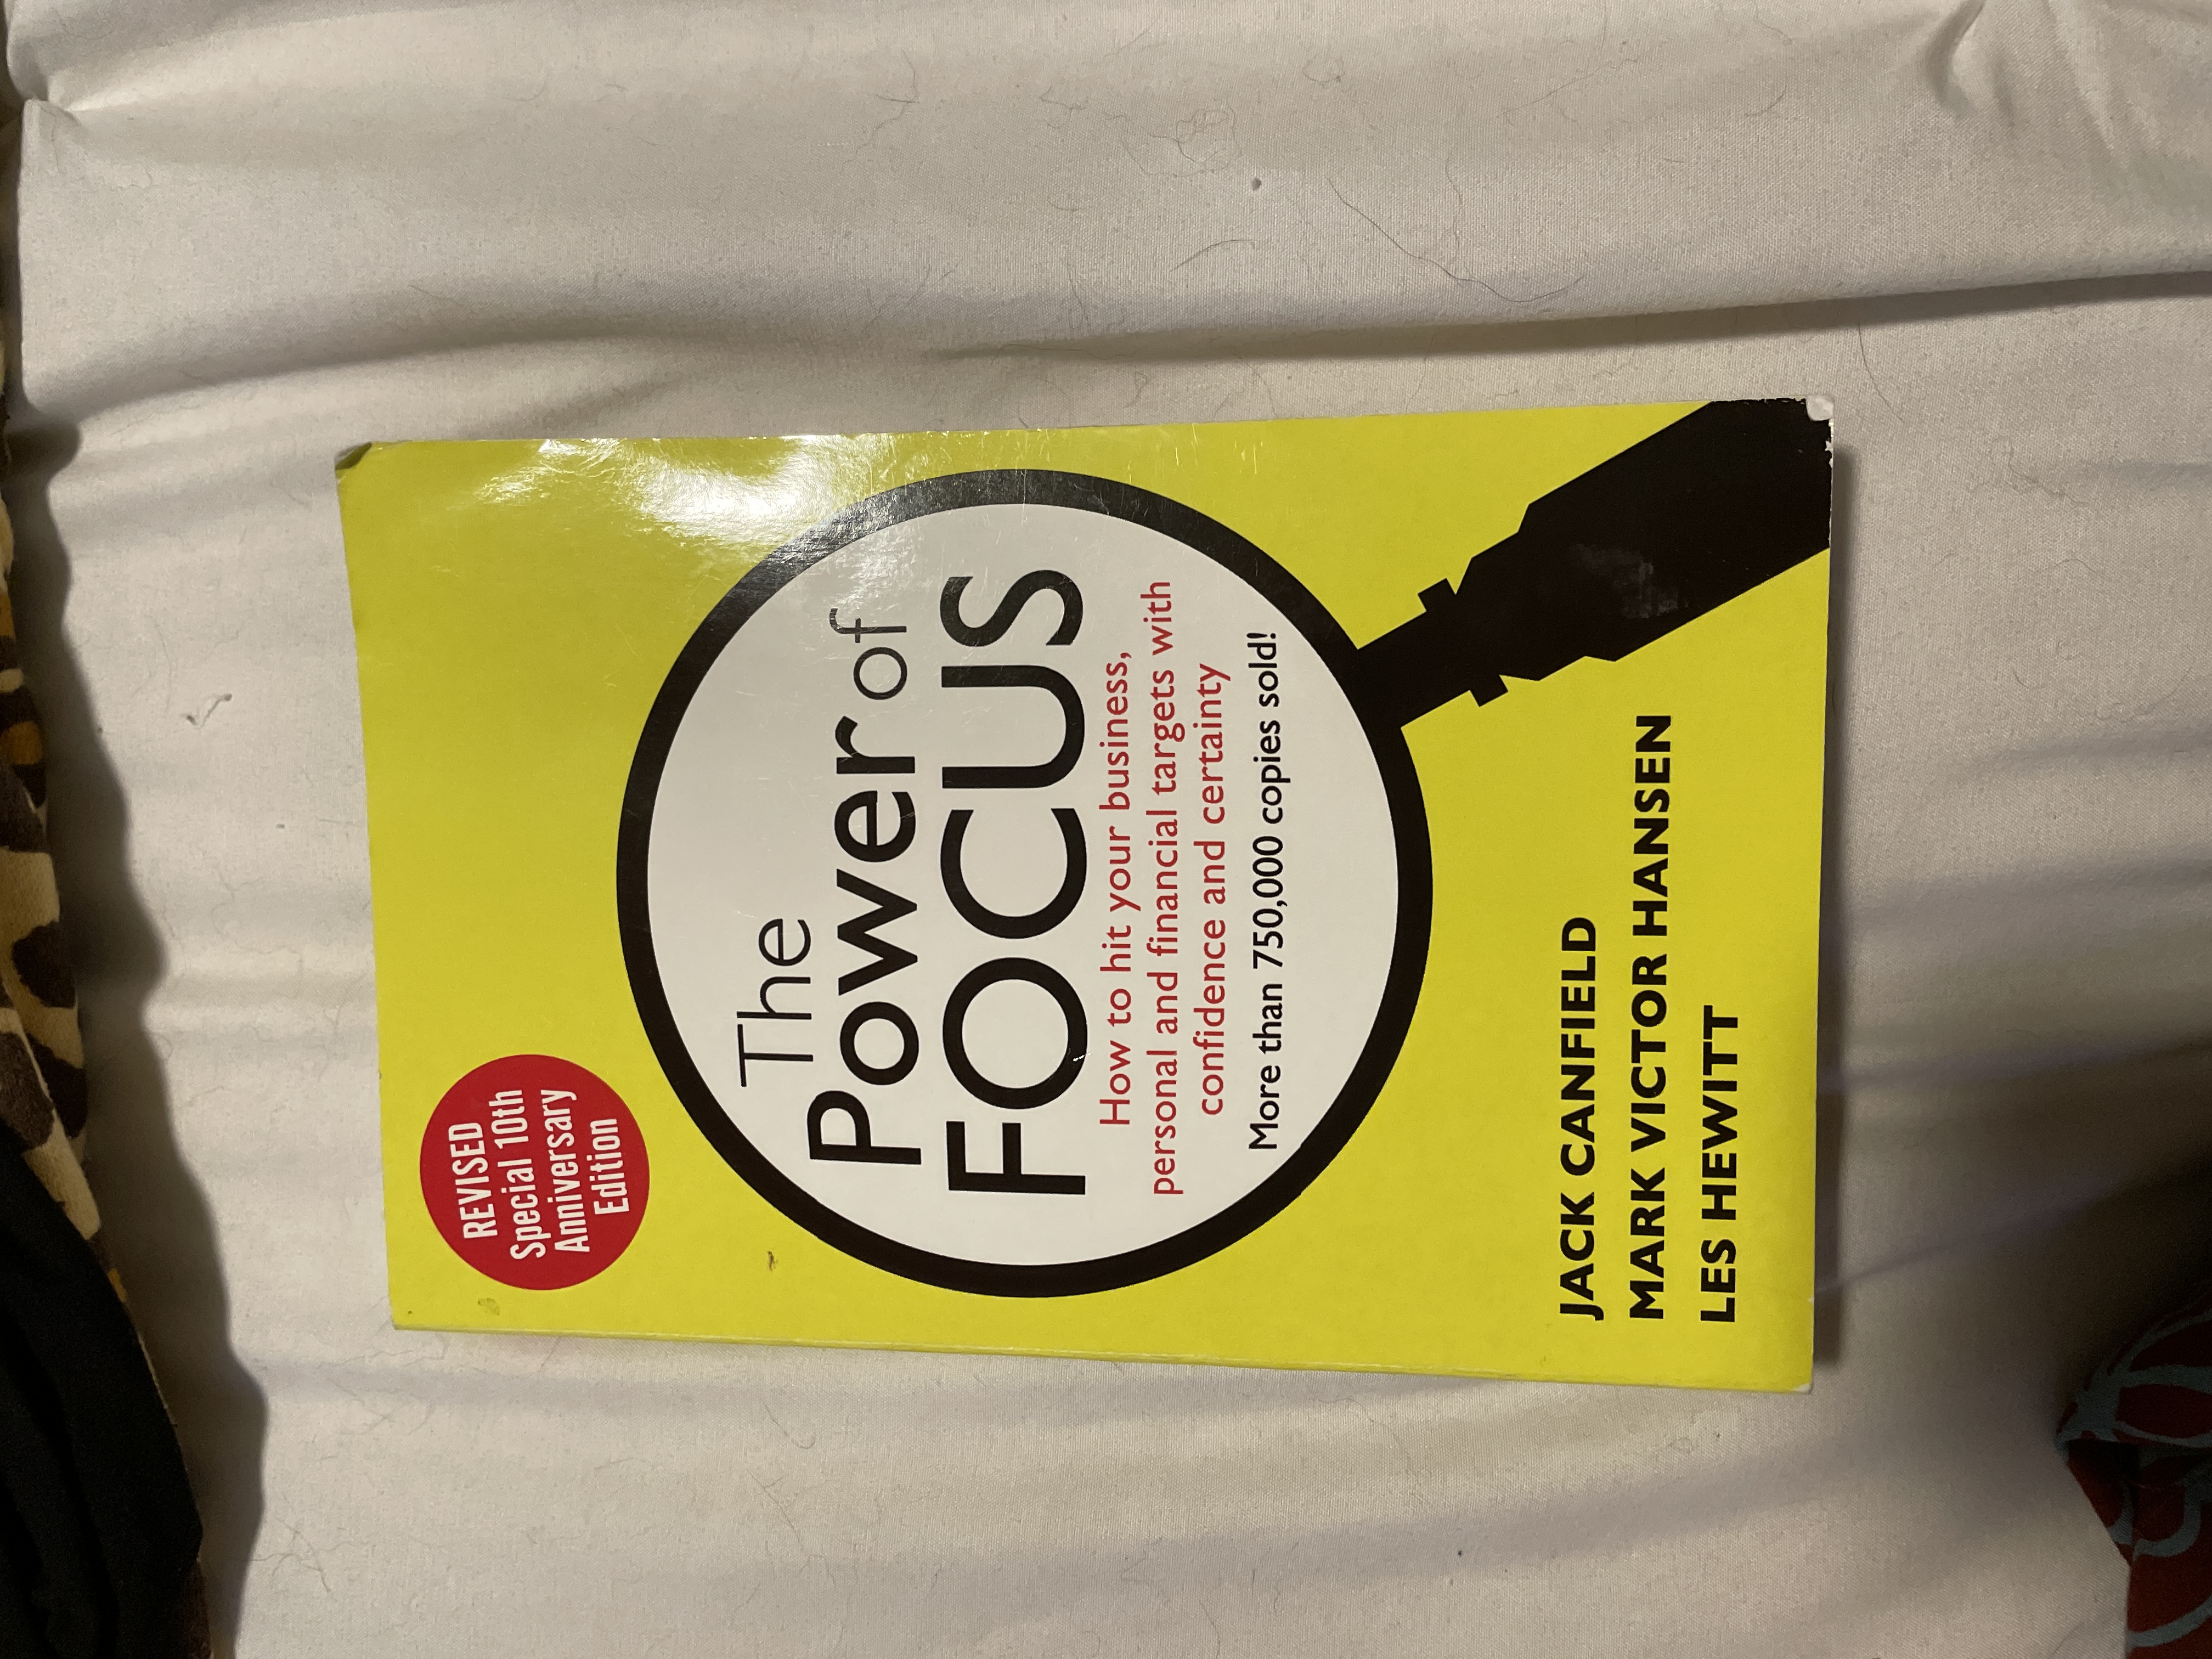 REVISED
Special 10th
Anniversary
Edition
The
Power of
FOCUS
How to hit your business,
personal and financial targets with
confidence and certainty
More than 750,000 copies sold!
JACK CANFIELD
MARK VICTOR HANSEN
LES HEWITT